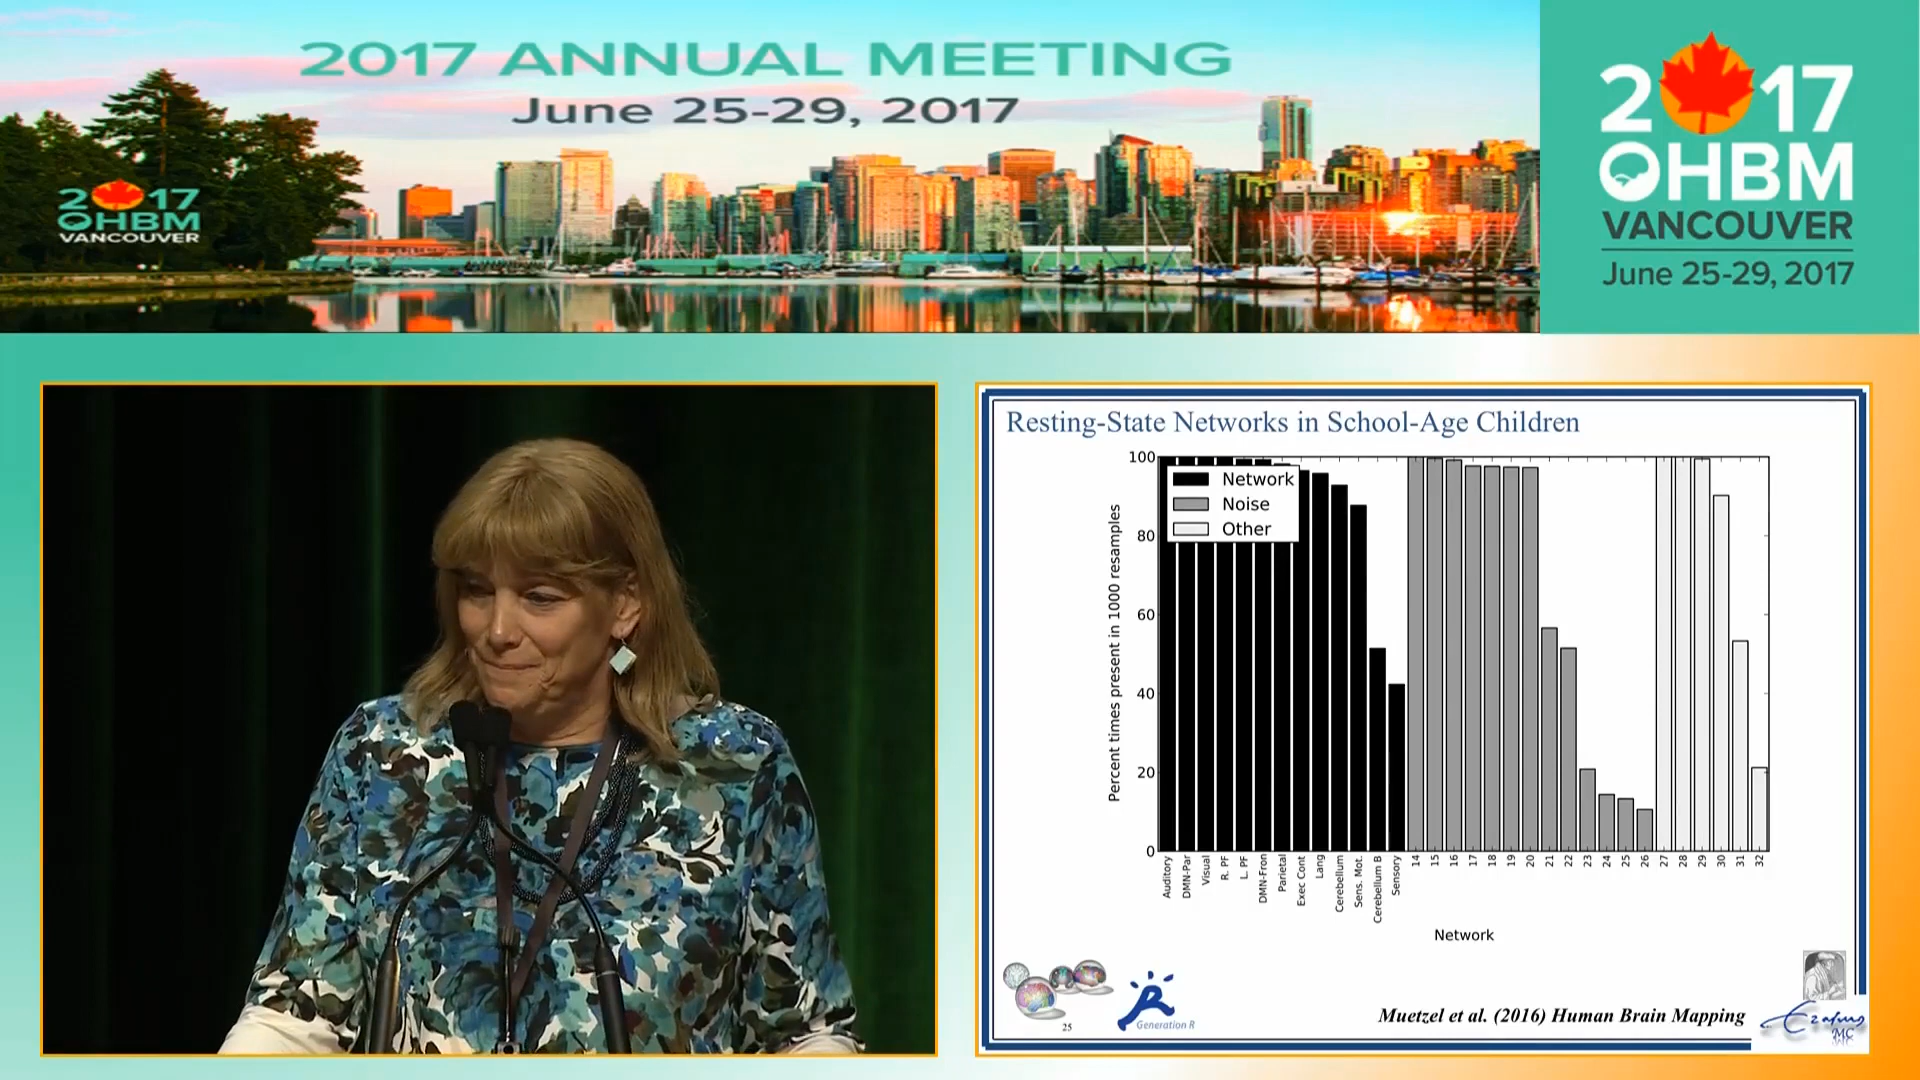 2017 ANNUAL MEETING
June 25-29, 2017
2017
OHBM
VANCOUVER
2017
OHBM
VANCOUVER
June 25-29, 2017
Resting-State Networks in School-Age Children
Percent times present in 1000 resamples
100
80
60
40
20
0
Network
Noise
Other
Auditory
DMN-Par
Visual
R. PF
L. PF
DMN-Fron
Parietal
Exec Cont
Lang
Cerebellum
Sens. Mot.
Cerebellum B
Sensory
14
15
16
17
18
19
20
21
22
23
24
25
26
27
28
29
30
31
32
Network
25
Generation R
Muetzel et al. (2016) Human Brain Mapping
Erasmus
MC